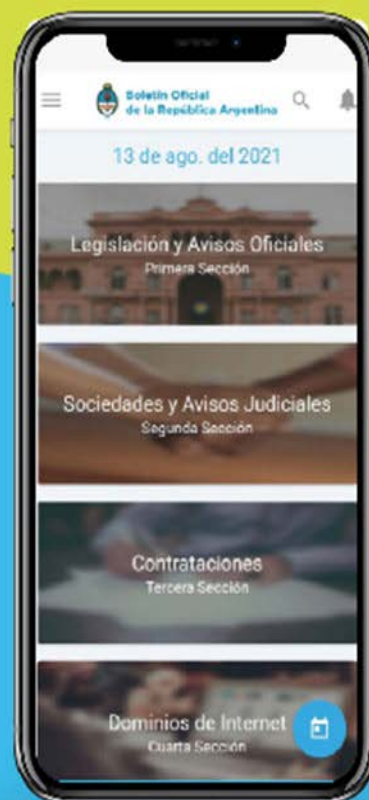 Boletín Oficial
de la República Argentina
13 de ago. del 2021
Legislación y Avisos Oficiales
Primera Sección
Sociedades y Avisos Judiciales
Segunda Sección
Contrataciones
Tercera Sección
Dominios de Internet
Cuarta Sección